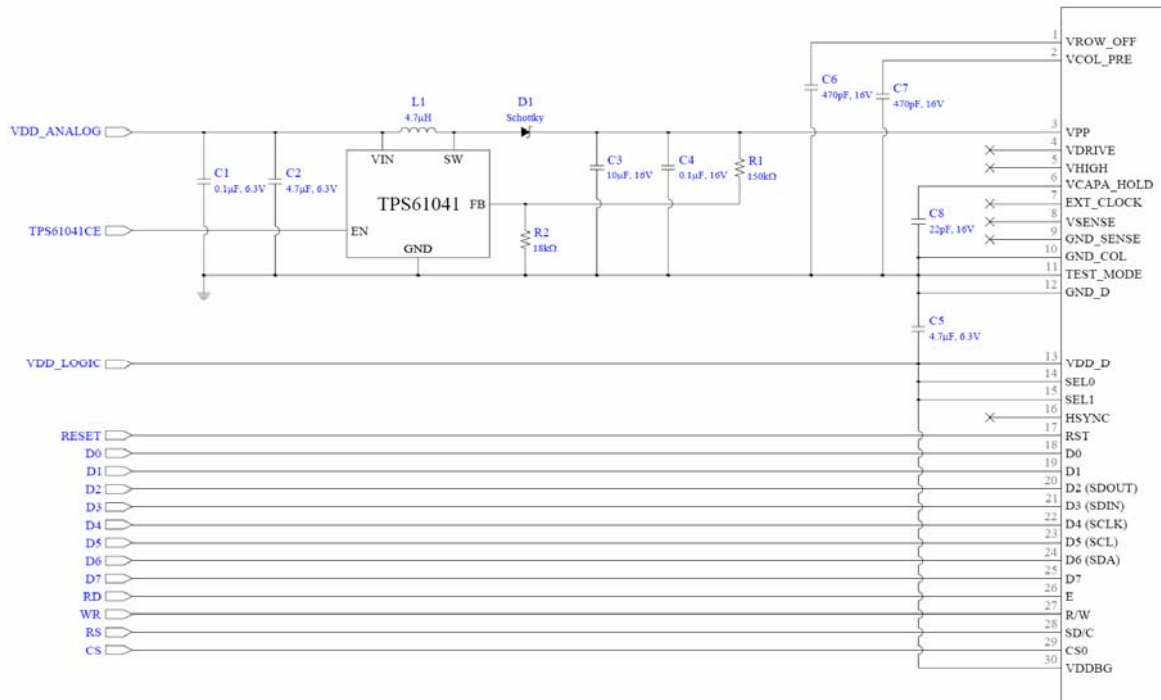 1 VROW_OFF
2 VCOL_PRE
C6
470pF, 16V
C7
470pF, 16V
L1
4.7µH
D1
Schottky
VDD_ANALOG
3 VPP
4 VDRIVE
5 VHIGH
6 VCAPA_HOLD
7 EXT_CLOCK
8 VSENSE
9 GND_SENSE
10 GND_COL
11 TEST_MODE
12 GND_D
VIN
SW
C1
0.1µF, 6.3V
C2
4.7µF, 6.3V
TPS61041
FB
EN
GND
C3
10µF, 16V
C4
0.1µF, 16V
R1
150kΩ
R2
18kΩ
C8
22pF, 16V
TPS61041CE
C5
4.7µF, 6.3V
VDD_LOGIC
13 VDD_D
14 SEL0
15 SEL1
16 HSYNC
RESET 17 RST
D0 18 D0
D1 19 D1
D2 20 D2 (SDOUT)
D3 21 D3 (SDIN)
D4 22 D4 (SCLK)
D5 23 D5 (SCL)
D6 24 D6 (SDA)
D7 25 D7
RD 26 E
WR 27 R/W
RS 28 SD/C
CS 29 CS0
30 VDDBG